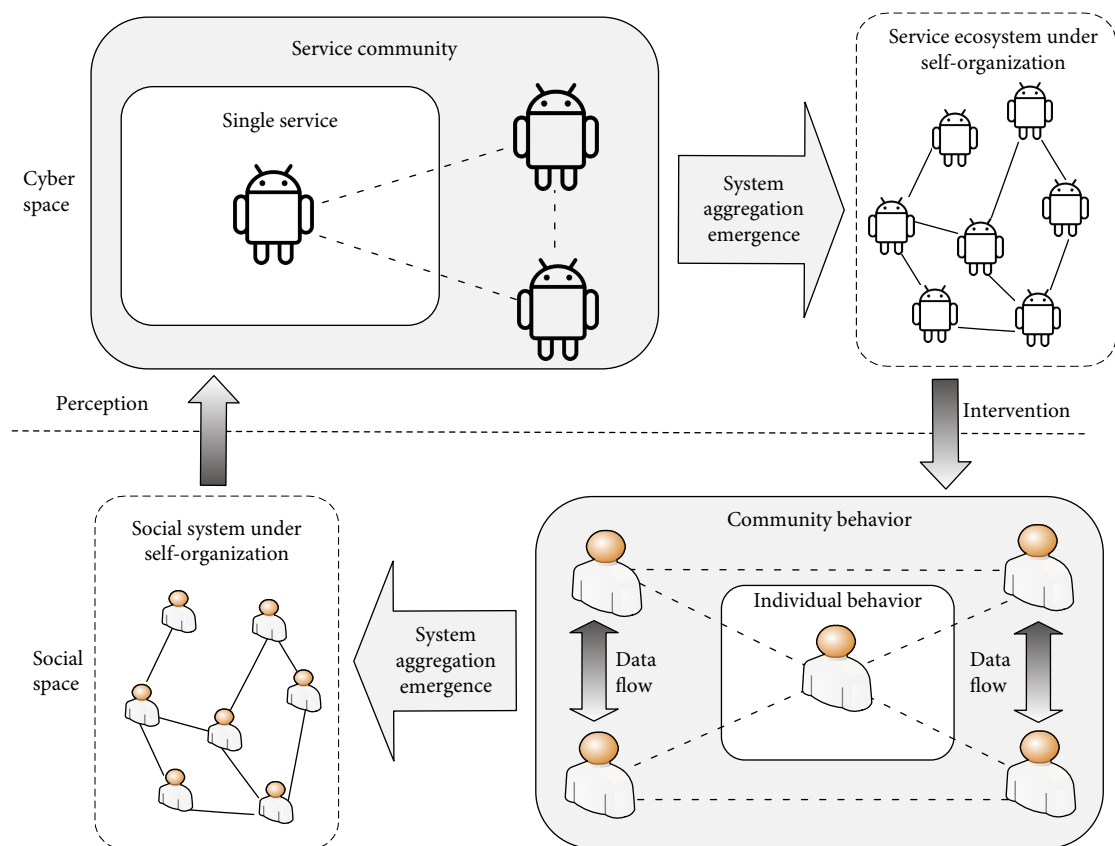 Service community
Single service
Cyber
space
System
aggregation
emergence
Service ecosystem under
self-organization
Perception
Intervention
Social system under
self-organization
Social
space
System
aggregation
emergence
Community behavior
Individual behavior
Data
flow
Data
flow